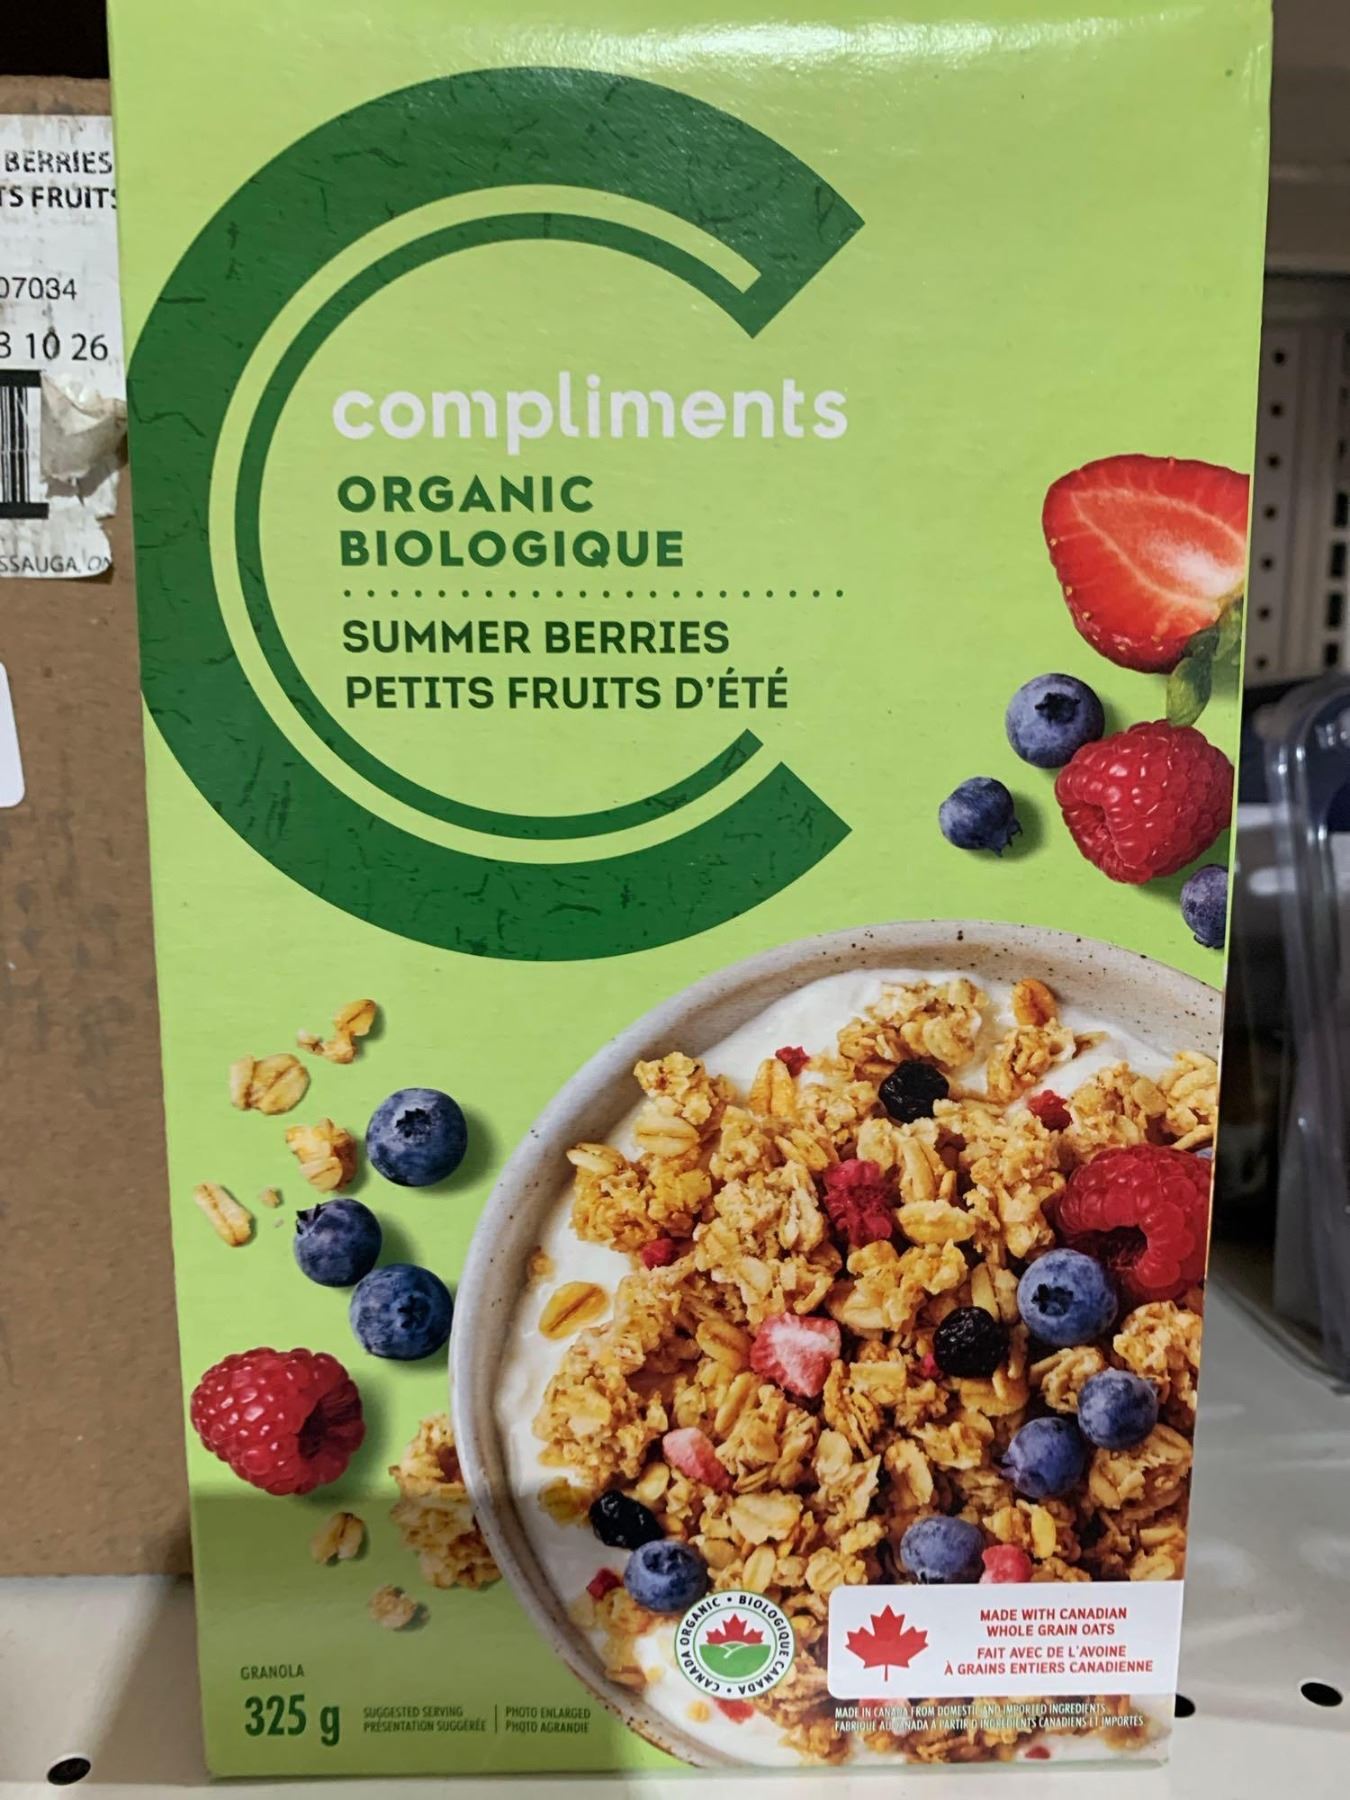 BERRIES
TS FRUITS
07034
3 10 26
SSAUGA, ON
compliments
ORGANIC
BIOLOGIQUE
SUMMER BERRIES
PETITS FRUITS D'ÉTÉ
CANADA ORGANIC • BIOLOGIQUE CANADA •
MADE WITH CANADIAN
WHOLE GRAIN OATS
FAIT AVEC DE L'AVOINE
À GRAINS ENTIERS CANADIENNE
GRANOLA
325 g
SUGGESTED SERVING
PRÉSENTATION SUGGÉRÉE
PHOTO ENLARGED
PHOTO AGRANDIE
MADE IN CANADA FROM DOMESTIC AND IMPORTED INGREDIENTS
FABRIQUÉ AU CANADA À PARTIR D'INGRÉDIENTS CANADIENS ET IMPORTÉS